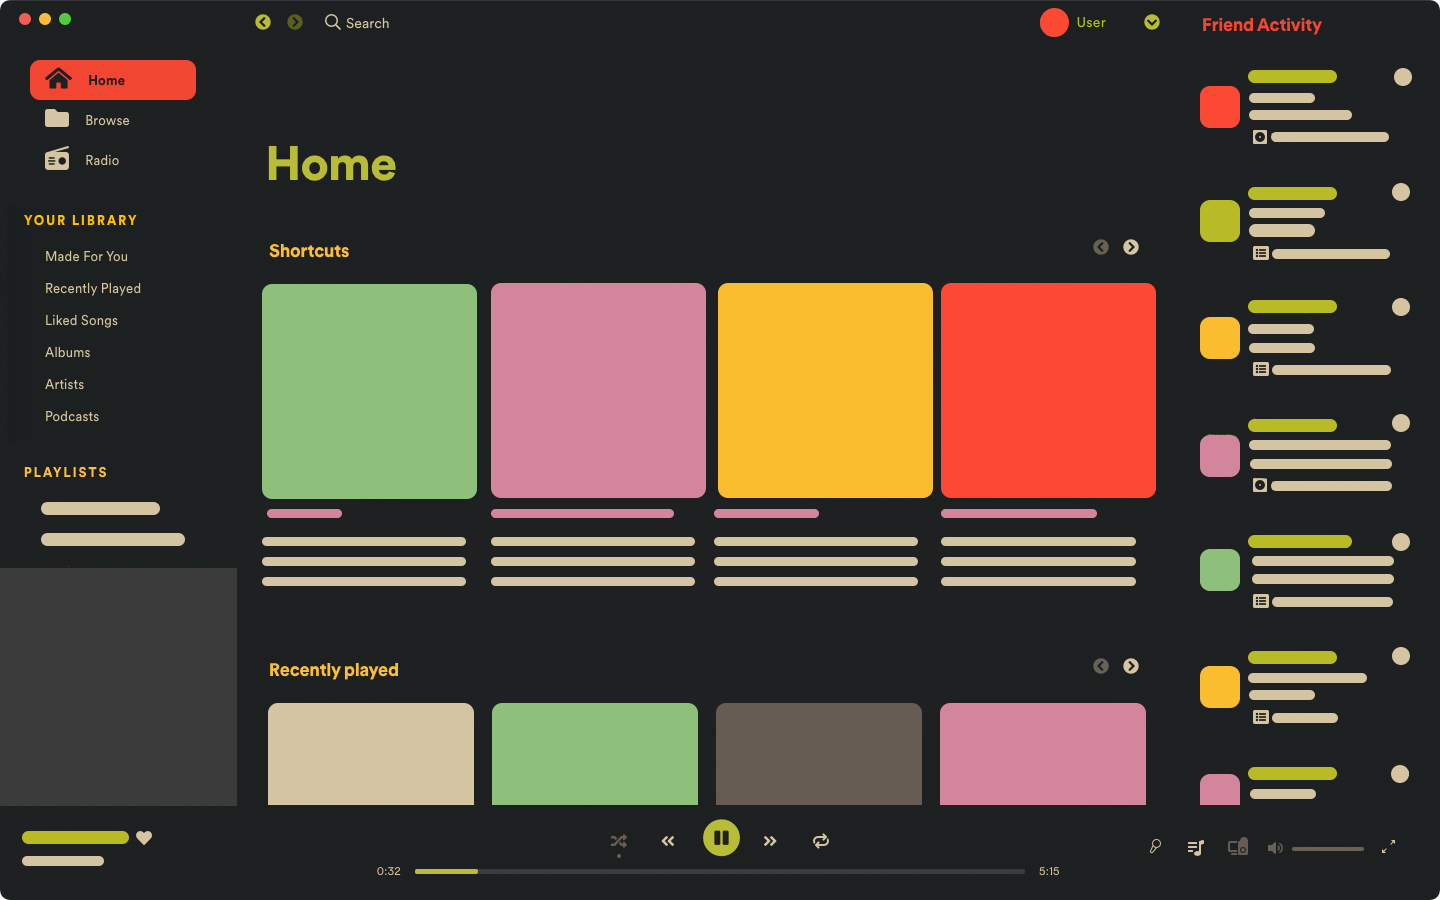 Search
User
Friend Activity
Home
Browse
Radio
Home
YOUR LIBRARY
Made For You
Recently Played
Liked Songs
Albums
Artists
Podcasts
PLAYLISTS
Shortcuts
Recently played
0:32
5:15